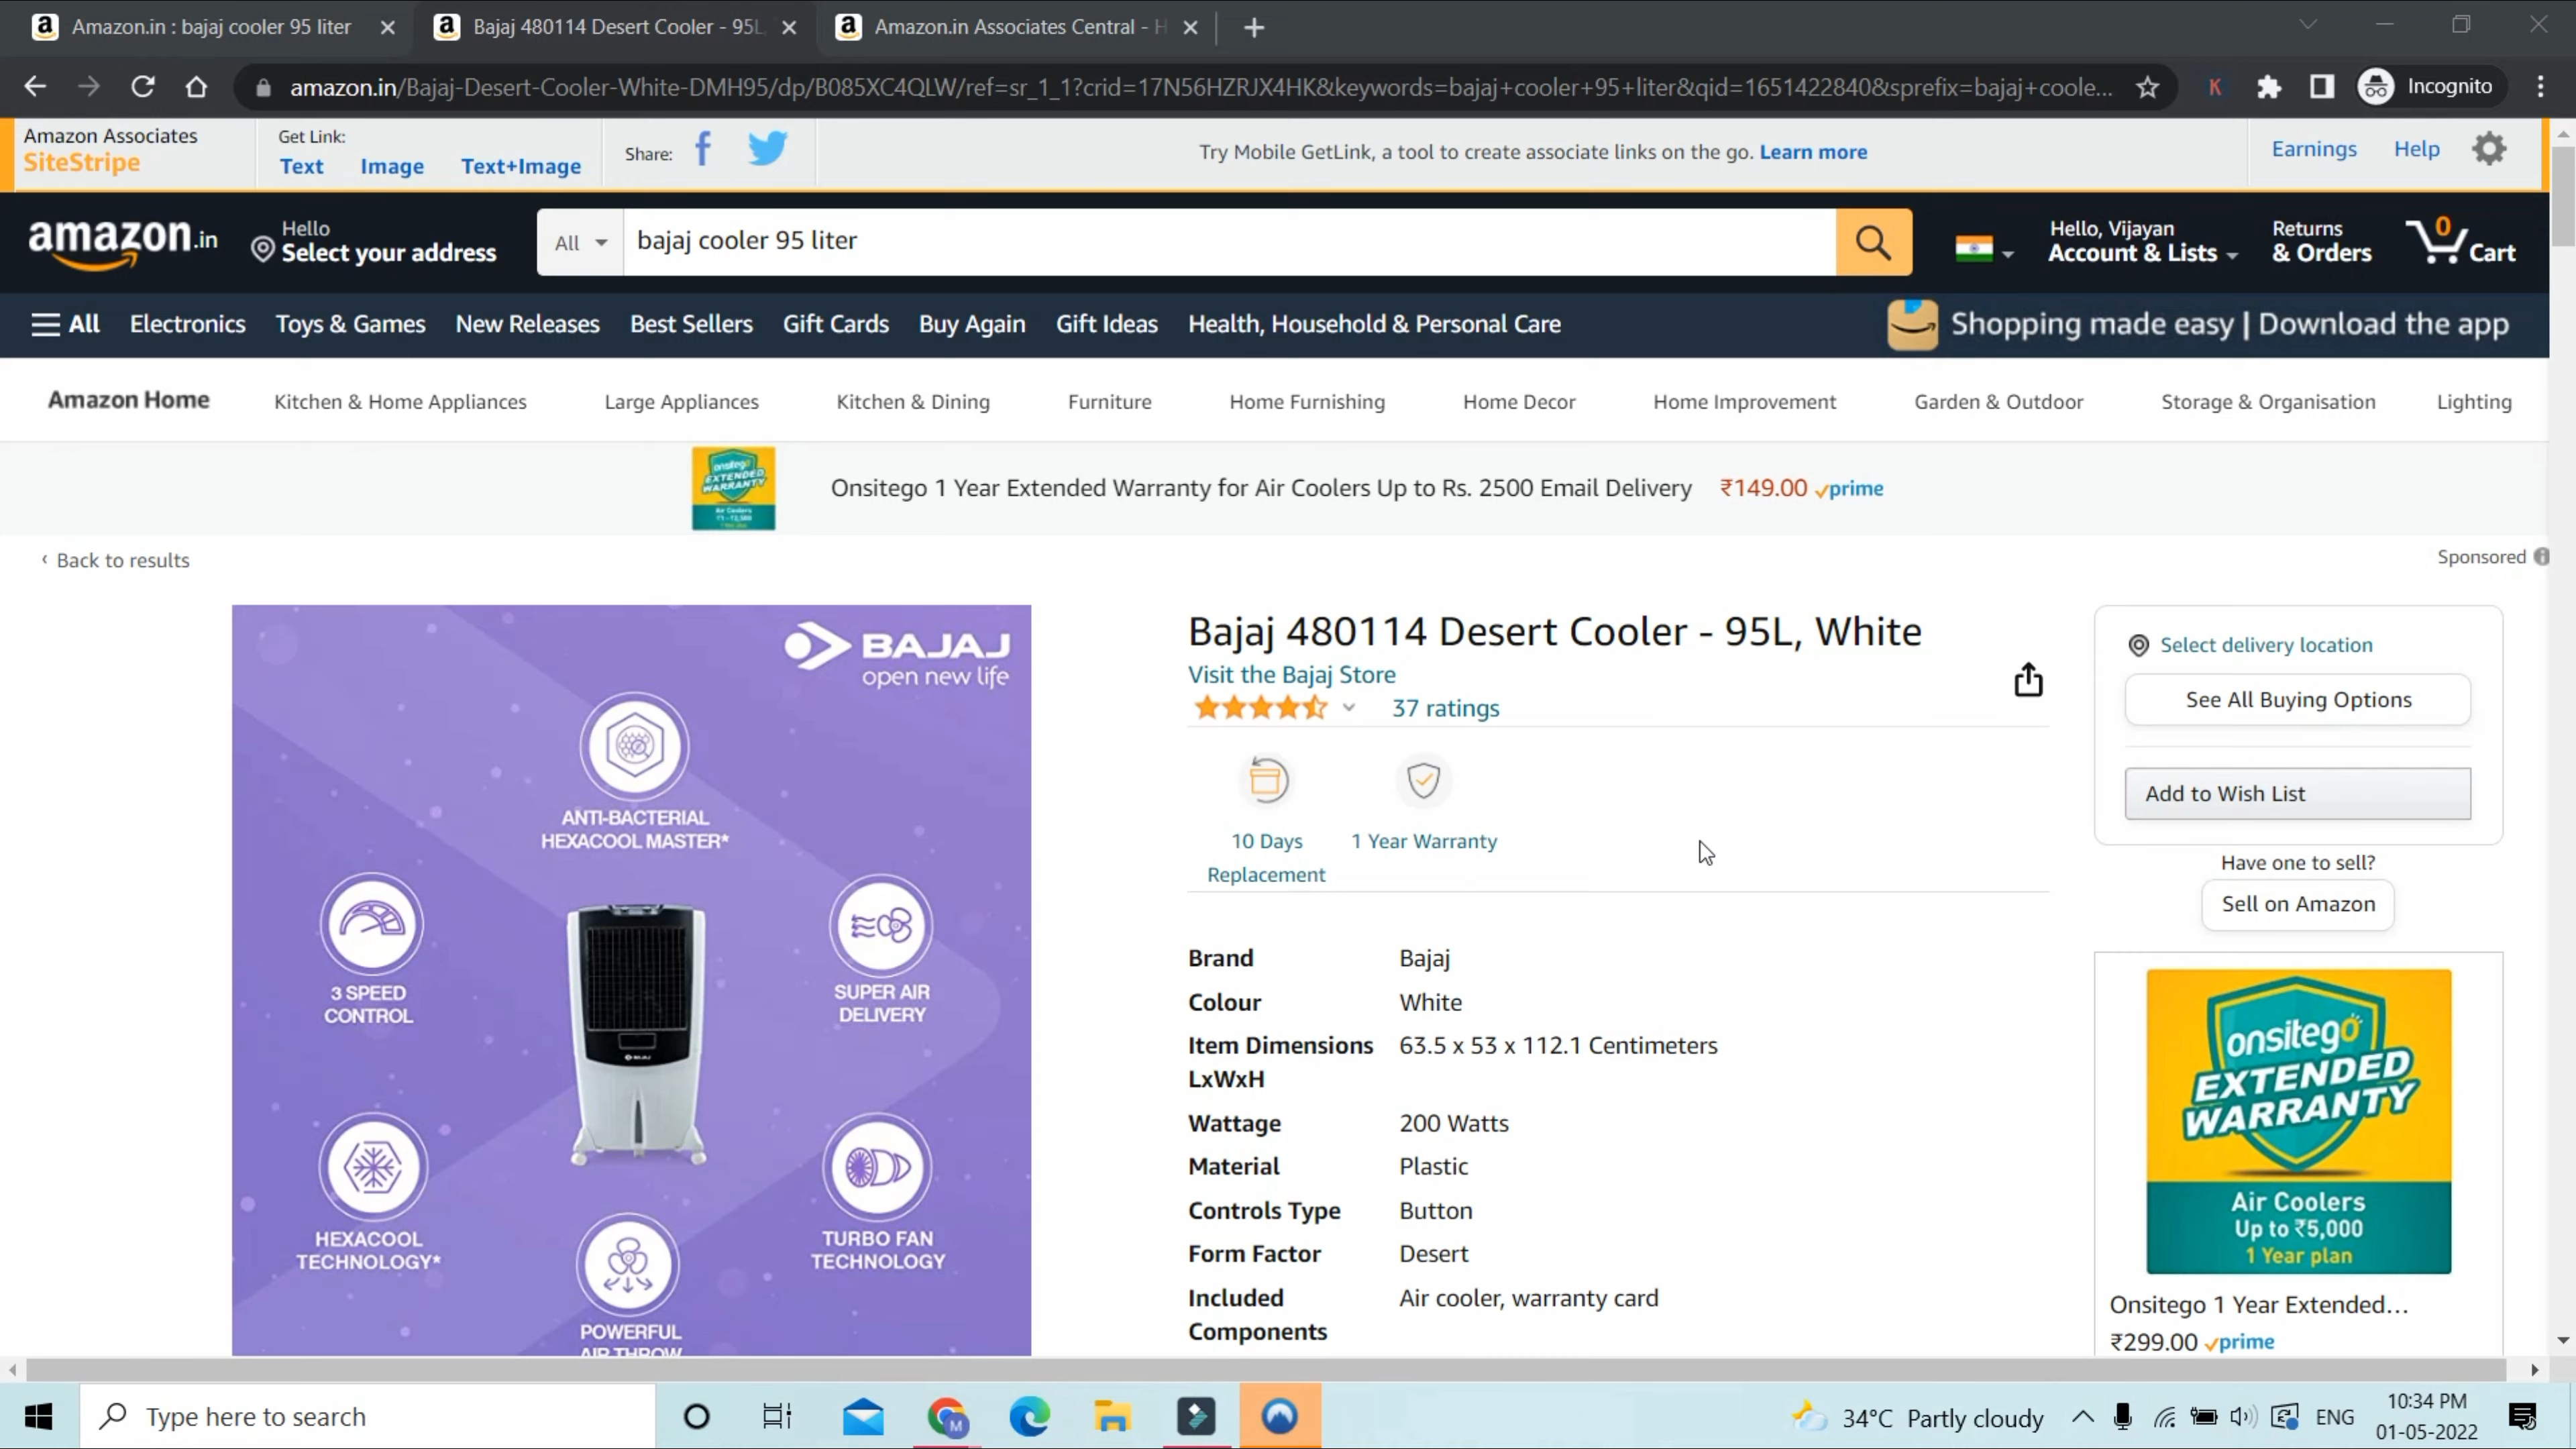 Amazon.in : bajaj cooler 95 liter
Bajaj 480114 Desert Cooler - 95L,
Amazon.in Associates Central - H
amazon.in/Bajaj-Desert-Cooler-White-DMH95/dp/B085XC4QLW/ref=sr_1_1?crid=17N56HZRJX4HK&keywords=bajaj+cooler+95+liter&qid=1651422840&sprefix=bajaj+coole...
K
Incognito
Amazon Associates
SiteStripe
Get Link:
Text Image Text+Image
Share:
Try Mobile GetLink, a tool to create associate links on the go. Learn more
Earnings Help
amazon.in
Hello
Select your address
All
bajaj cooler 95 liter
Hello, Vijayan
Account & Lists
Returns
& Orders
0
Cart
All Electronics Toys & Games New Releases Best Sellers Gift Cards Buy Again Gift Ideas Health, Household & Personal Care
Shopping made easy | Download the app
Amazon Home Kitchen & Home Appliances Large Appliances Kitchen & Dining Furniture Home Furnishing Home Decor Home Improvement Garden & Outdoor Storage & Organisation Lighting
onsitego
EXTENDED
WARRANTY
Air Coolers
Onsitego 1 Year Extended Warranty for Air Coolers Up to Rs. 2500 Email Delivery ₹149.00 prime
‹ Back to results
Sponsored
BAJAJ
open new life
ANTI-BACTERIAL
HEXACOOL MASTER*
3 SPEED
CONTROL
SUPER AIR
DELIVERY
BAJAJ
HEXACOOL
TECHNOLOGY*
TURBO FAN
TECHNOLOGY
POWERFUL
AIR THROW
Bajaj 480114 Desert Cooler - 95L, White
Visit the Bajaj Store
37 ratings
10 Days
Replacement
1 Year Warranty
Brand Bajaj
Colour White
Item Dimensions 63.5 x 53 x 112.1 Centimeters
LxWxH
Wattage 200 Watts
Material Plastic
Controls Type Button
Form Factor Desert
Included Air cooler, warranty card
Components
Select delivery location
See All Buying Options
Add to Wish List
Have one to sell?
Sell on Amazon
onsitego
EXTENDED
WARRANTY
Air Coolers
Up to ₹5,000
1 Year plan
Onsitego 1 Year Extended...
₹299.00 prime
Type here to search
M
34°C Partly cloudy
ENG
10:34 PM
01-05-2022